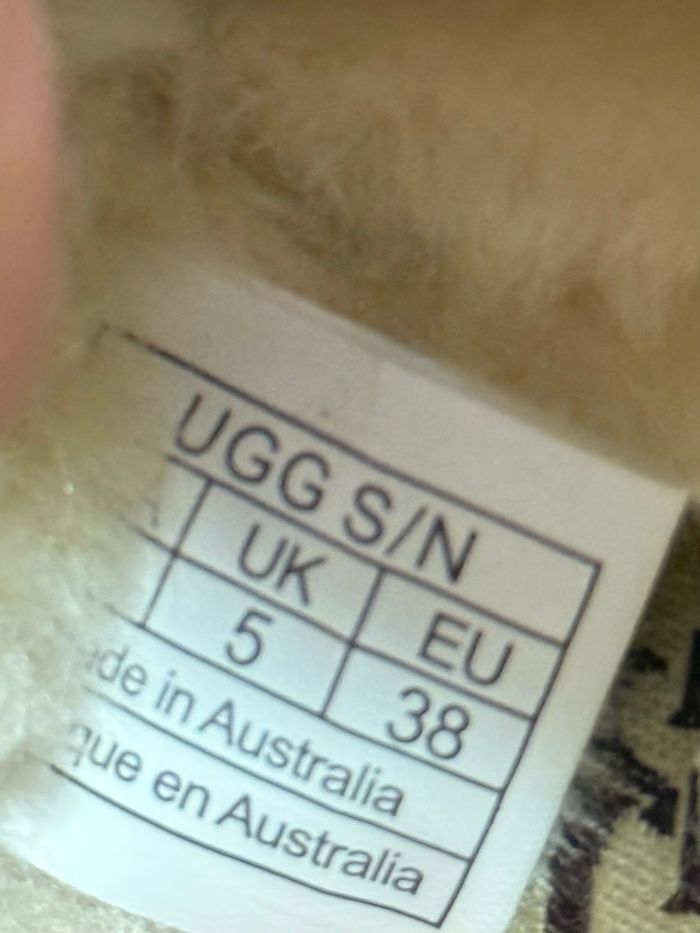 UGG S/N
UK EU
5 38
de in Australia
que en Australia